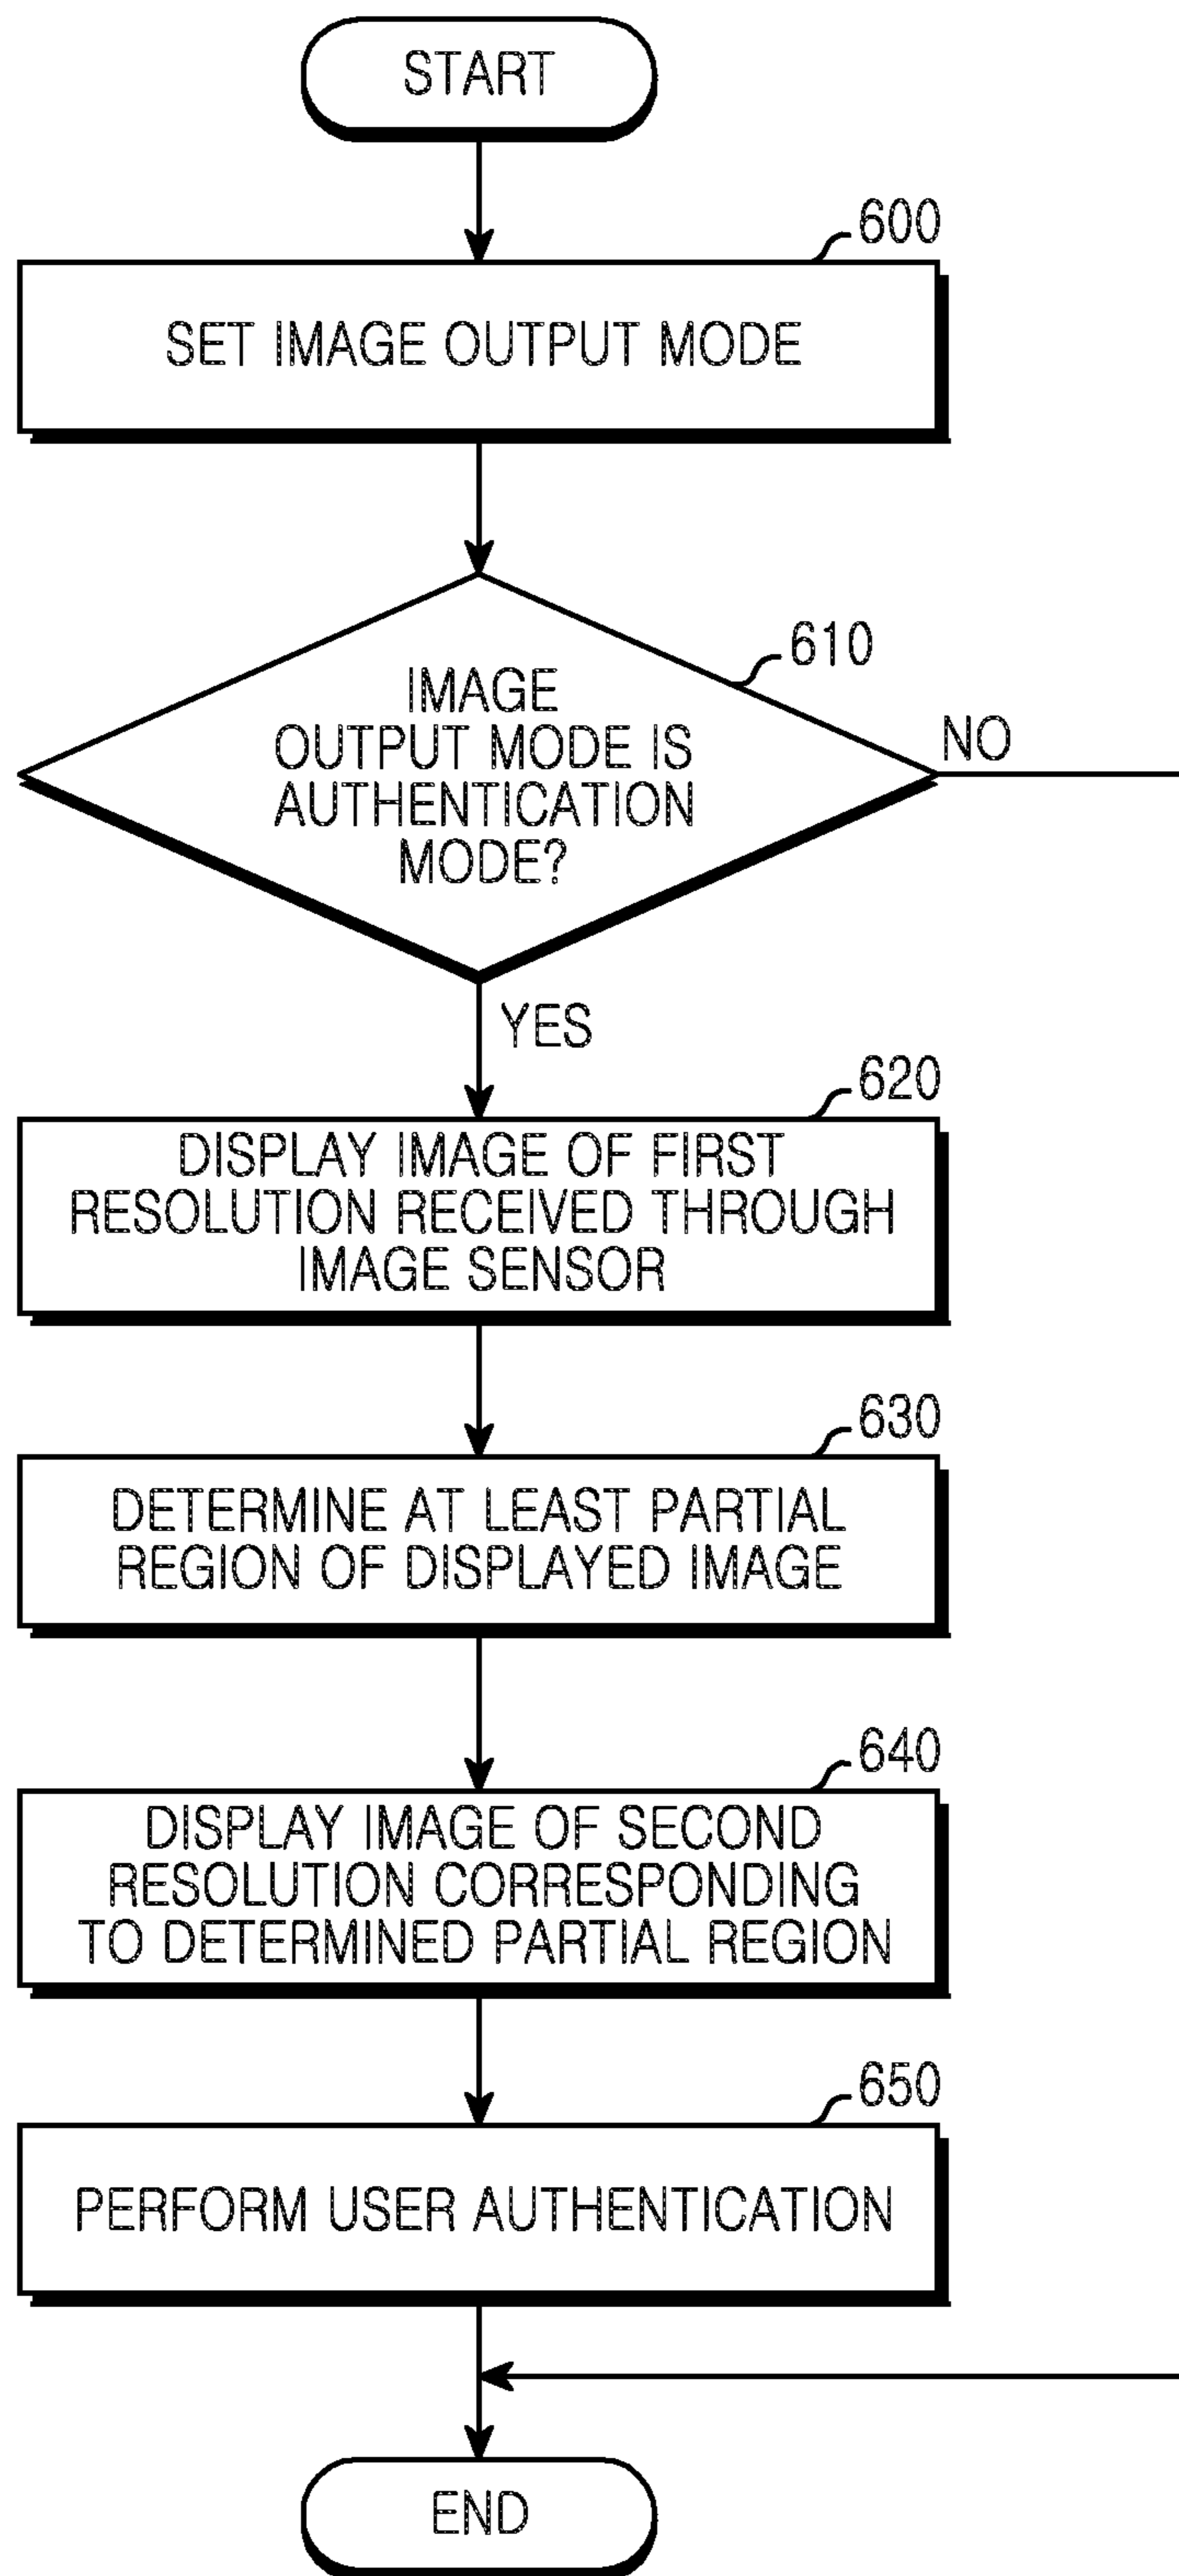 START
600
SET IMAGE OUTPUT MODE
610
IMAGE
OUTPUT MODE IS
AUTHENTICATION
MODE?
NO
YES
620
DISPLAY IMAGE OF FIRST
RESOLUTION RECEIVED THROUGH
IMAGE SENSOR
630
DETERMINE AT LEAST PARTIAL
REGION OF DISPLAYED IMAGE
640
DISPLAY IMAGE OF SECOND
RESOLUTION CORRESPONDING
TO DETERMINED PARTIAL REGION
650
PERFORM USER AUTHENTICATION
END